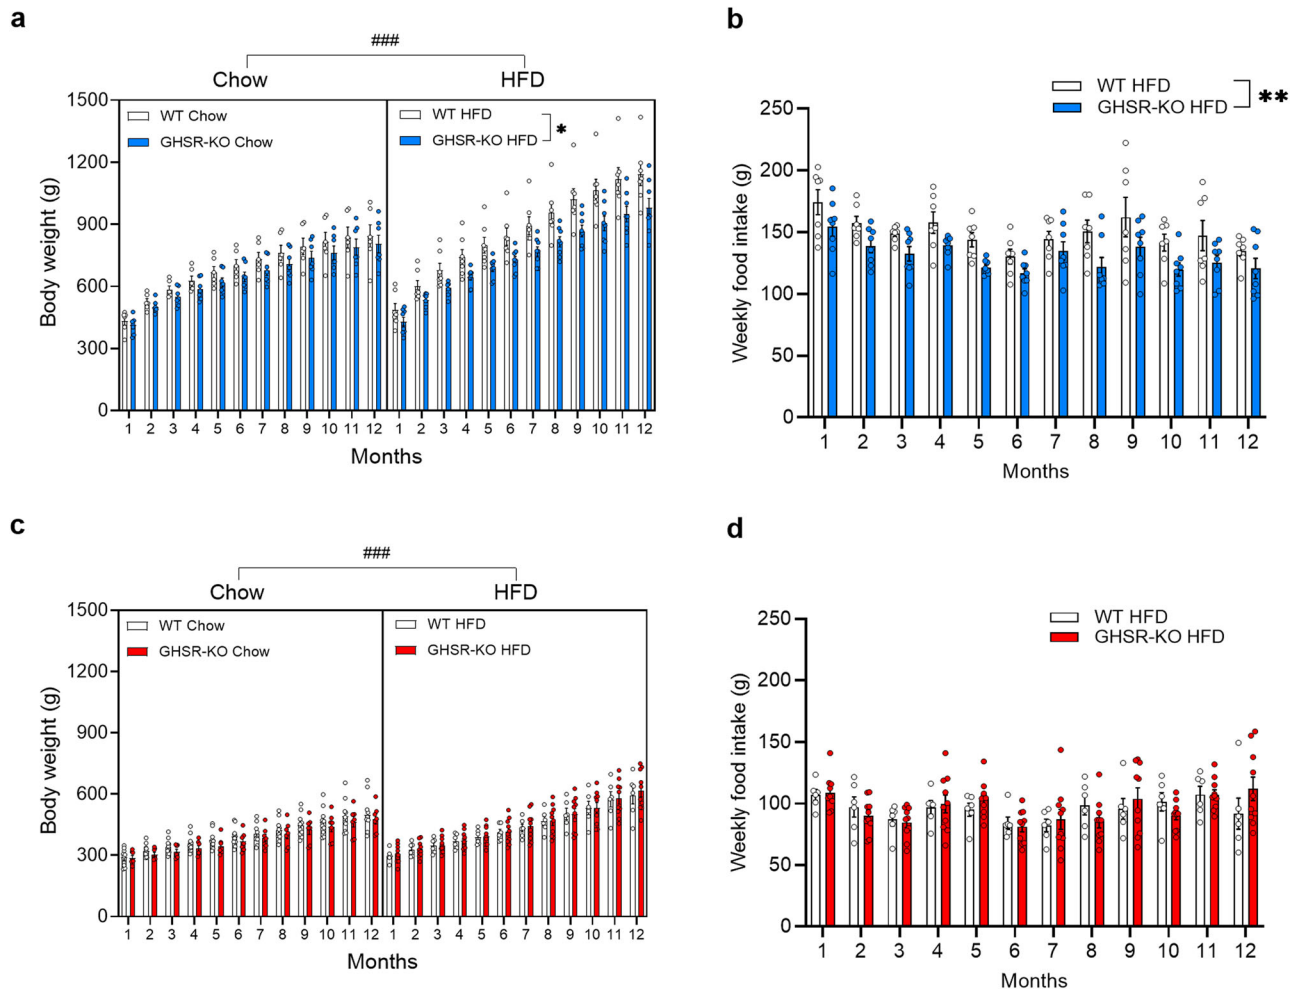 a
###
Chow HFD
WT Chow
GHSR-KO Chow
WT HFD
GHSR-KO HFD
*
Body weight (g)
1500
1200
900
600
300
0
1 2 3 4 5 6 7 8 9 10 11 12 1 2 3 4 5 6 7 8 9 10 11 12
Months
b
WT HFD
GHSR-KO HFD
**
Weekly food intake (g)
250
200
150
100
50
0
1 2 3 4 5 6 7 8 9 10 11 12
Months
c
###
Chow HFD
WT Chow
GHSR-KO Chow
WT HFD
GHSR-KO HFD
Body weight (g)
1500
1200
900
600
300
0
1 2 3 4 5 6 7 8 9 10 11 12 1 2 3 4 5 6 7 8 9 10 11 12
Months
d
WT HFD
GHSR-KO HFD
Weekly food intake (g)
250
200
150
100
50
0
1 2 3 4 5 6 7 8 9 10 11 12
Months